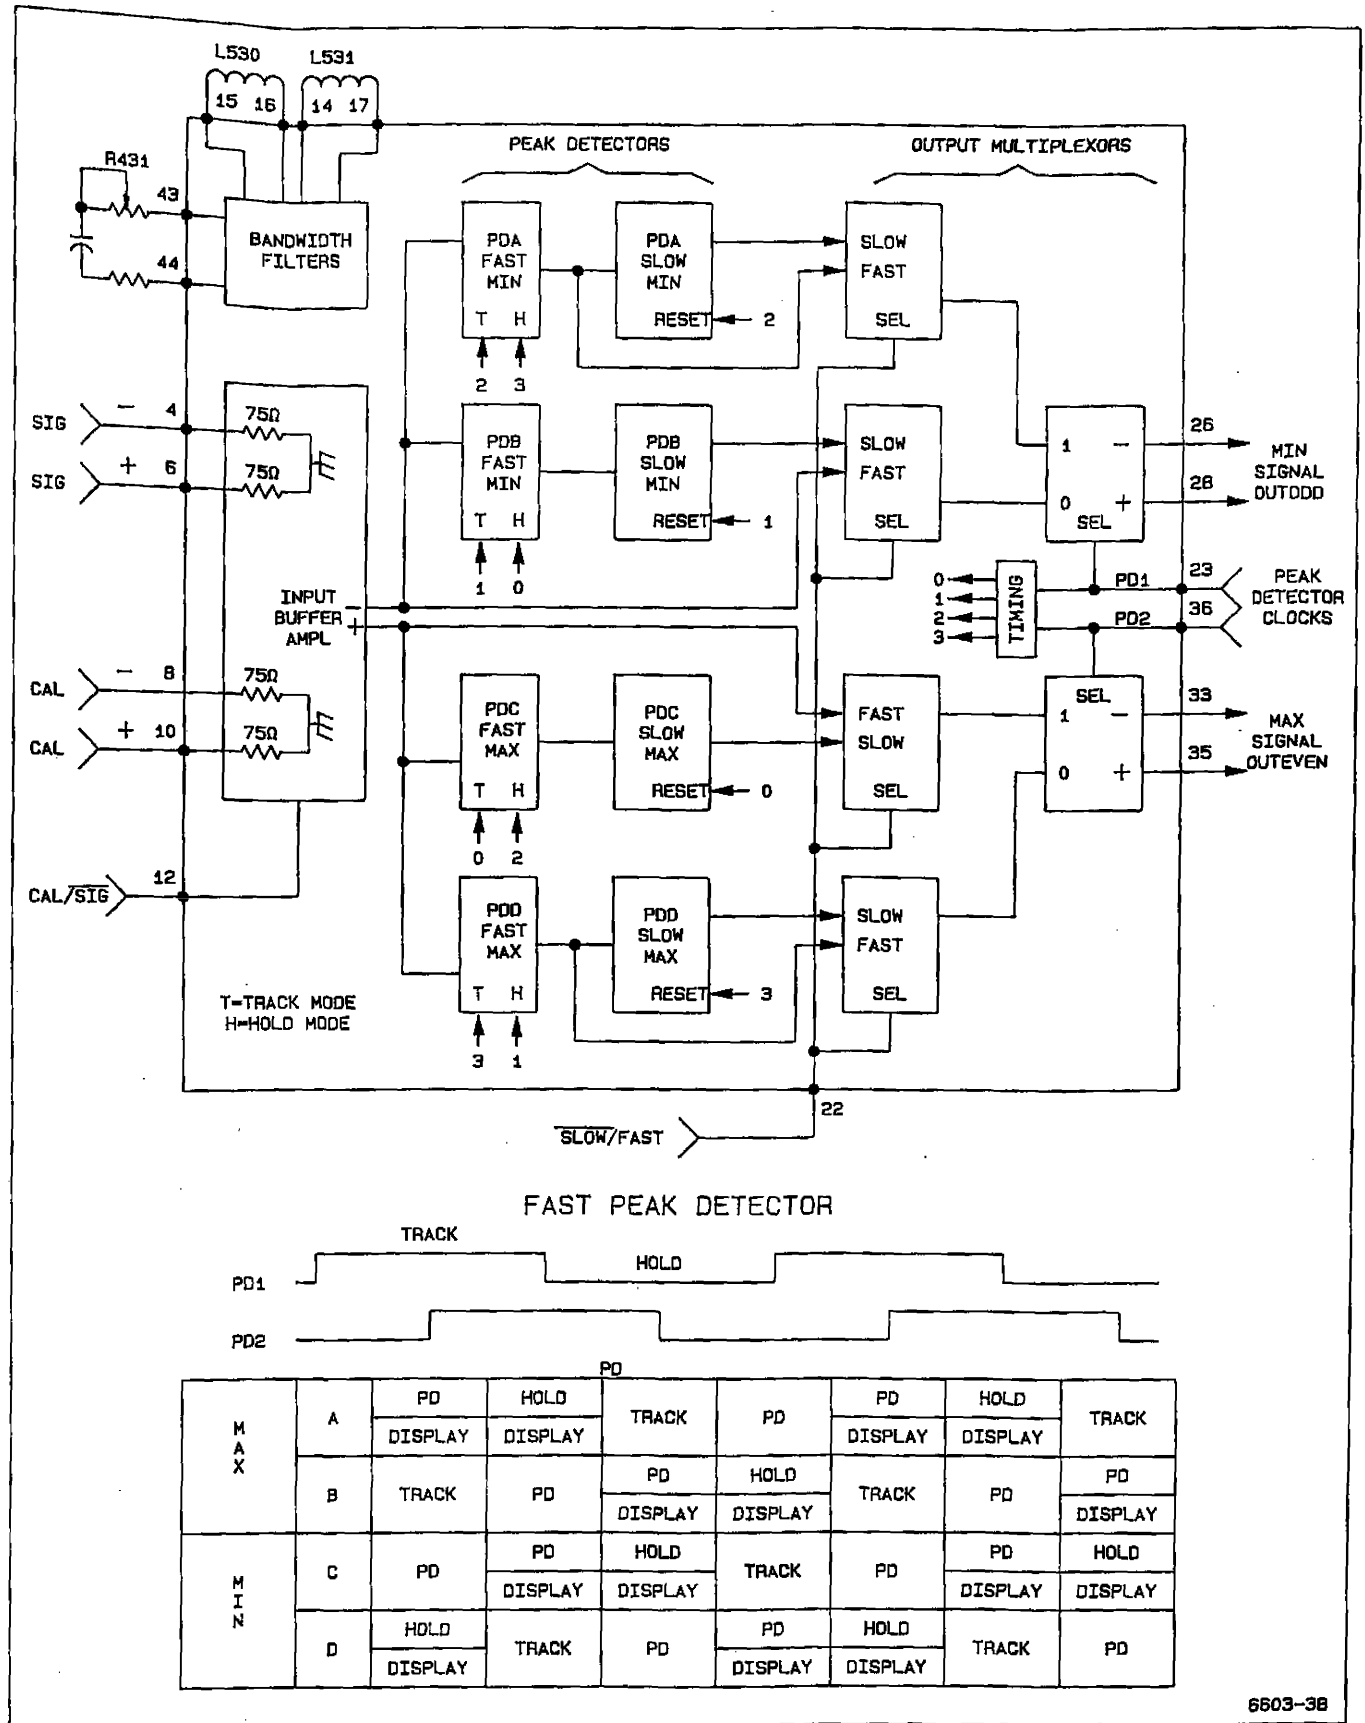 L530 L531
15 16 14 17
PEAK DETECTORS
OUTPUT MULTIPLEXORS
R431
43
44
BANDWIDTH
FILTERS
PDA
FAST
MIN
T H
2 3
PDA
SLOW
MIN
RESET 2
SLOW
FAST
SEL
SIG - 4 75Ω
SIG + 6 75Ω
PDB
FAST
MIN
T H
1 0
PDB
SLOW
MIN
RESET 1
SLOW
FAST
SEL
1 -
0 +
SEL
26
28
MIN
SIGNAL
OUTODD
INPUT
BUFFER
AMPL
-
+
0
1
2
3
TIMING
PD1 23
PD2 36
PEAK
DETECTOR
CLOCKS
CAL - 8 75Ω
CAL + 10 75Ω
PDC
FAST
MAX
T H
0 2
PDC
SLOW
MAX
RESET 0
FAST
SLOW
SEL
SEL
1 -
0 +
33
35
MAX
SIGNAL
OUTEVEN
CAL/SIG 12
PDD
FAST
MAX
T H
3 1
PDD
SLOW
MAX
RESET 3
SLOW
FAST
SEL
T=TRACK MODE
H=HOLD MODE
22
SLOW/FAST
FAST PEAK DETECTOR
TRACK
HOLD
PD1
PD2
PD
MAX
A PD HOLD TRACK PD PD HOLD TRACK
DISPLAY DISPLAY DISPLAY DISPLAY
B TRACK PD PD HOLD TRACK PD PD
DISPLAY DISPLAY DISPLAY
MIN
C PD PD HOLD TRACK PD PD HOLD
DISPLAY DISPLAY DISPLAY DISPLAY
D HOLD TRACK PD PD HOLD TRACK PD
DISPLAY DISPLAY DISPLAY
6603-38